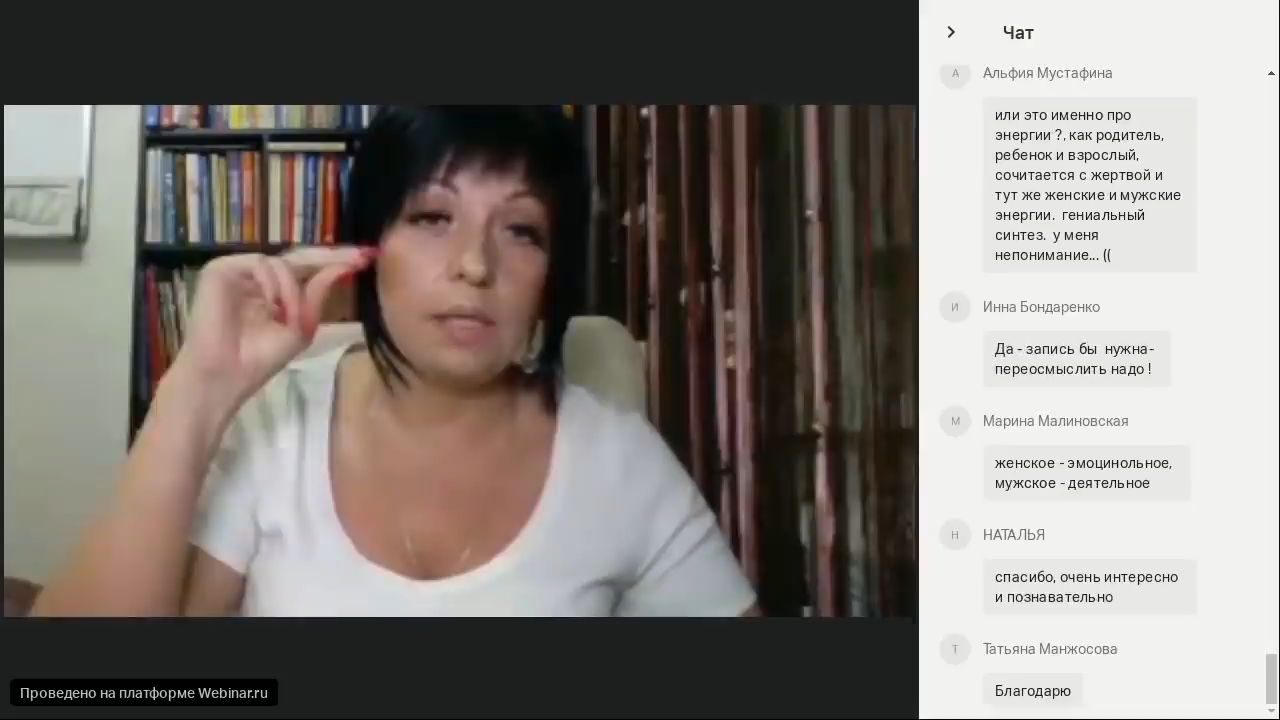 Чат
А
Альфия Мустафина
или это именно про
энергии ?, как родитель,
ребенок и взрослый,
сочитается с жертвой и
тут же женские и мужские
энергии. гениальный
синтез. у меня
непонимание... ((
И
Инна Бондаренко
Да - запись бы нужна-
переосмыслить надо !
М
Марина Малиновская
женское - эмоцинольное,
мужское - деятельное
Н
НАТАЛЬЯ
спасибо, очень интересно
и познавательно
Т
Татьяна Манжосова
Благодарю
Проведено на платформе Webinar.ru